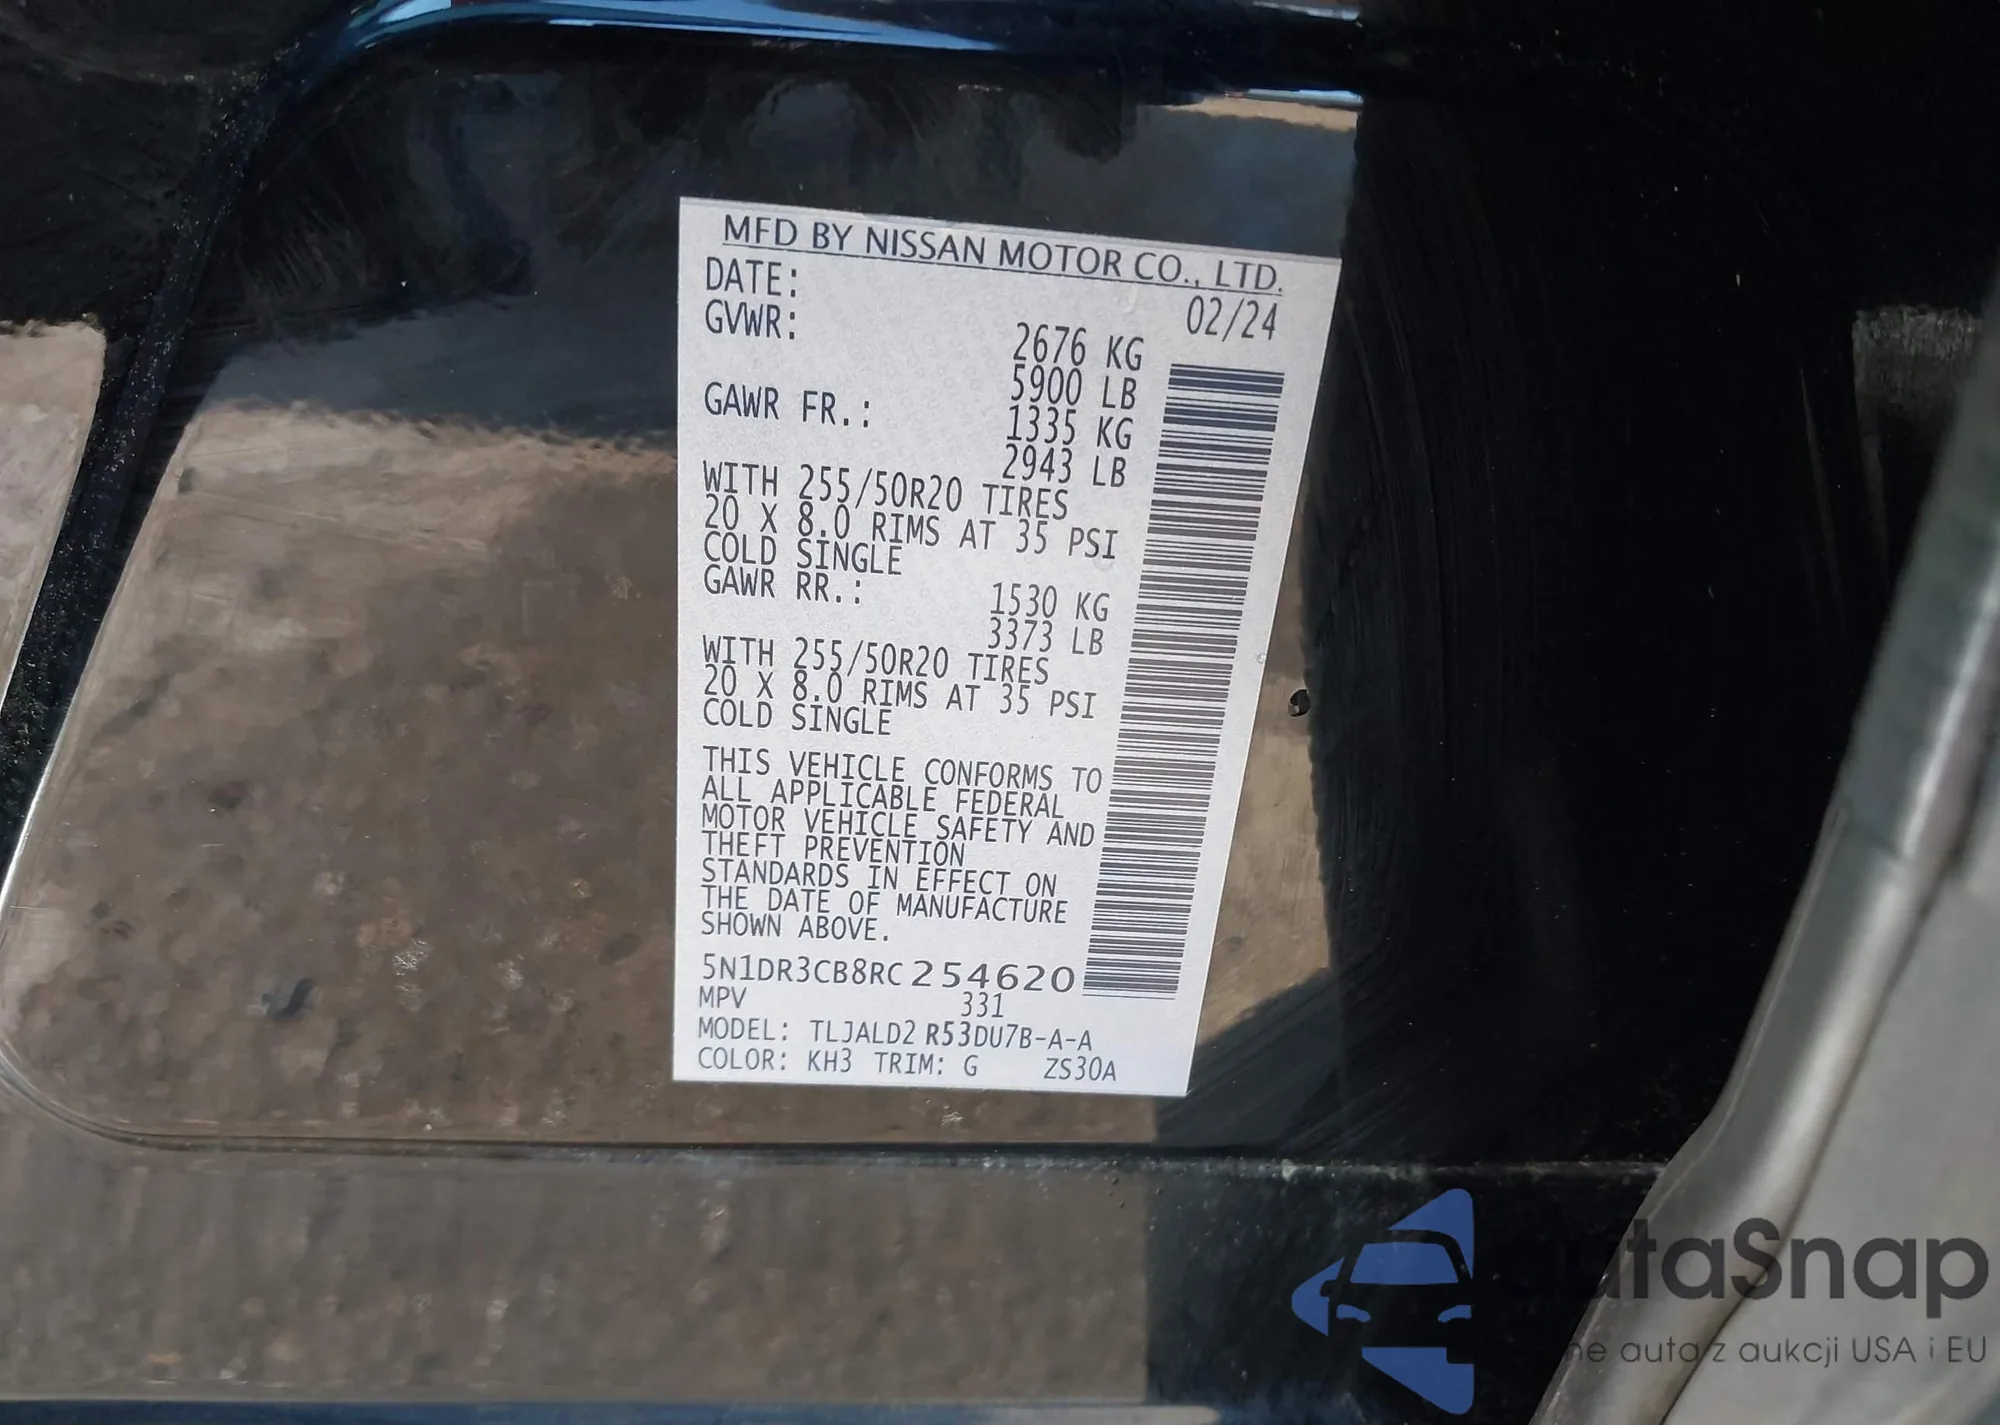 MFD BY NISSAN MOTOR CO., LTD.
DATE: 02/24
GVWR: 2676 KG
5900 LB
GAWR FR.: 1335 KG
2943 LB
WITH 255/50R20 TIRES
20 X 8.0 RIMS AT 35 PSI
COLD SINGLE
GAWR RR.: 1530 KG
3373 LB
WITH 255/50R20 TIRES
20 X 8.0 RIMS AT 35 PSI
COLD SINGLE
THIS VEHICLE CONFORMS TO
ALL APPLICABLE FEDERAL
MOTOR VEHICLE SAFETY AND
THEFT PREVENTION
STANDARDS IN EFFECT ON
THE DATE OF MANUFACTURE
SHOWN ABOVE.
5N1DR3CB8RC254620
MPV 331
MODEL: TLJALD2 R53DU7B-A-A
COLOR: KH3 TRIM: G ZS30A
autaSnap
auta z aukcji USA i EU